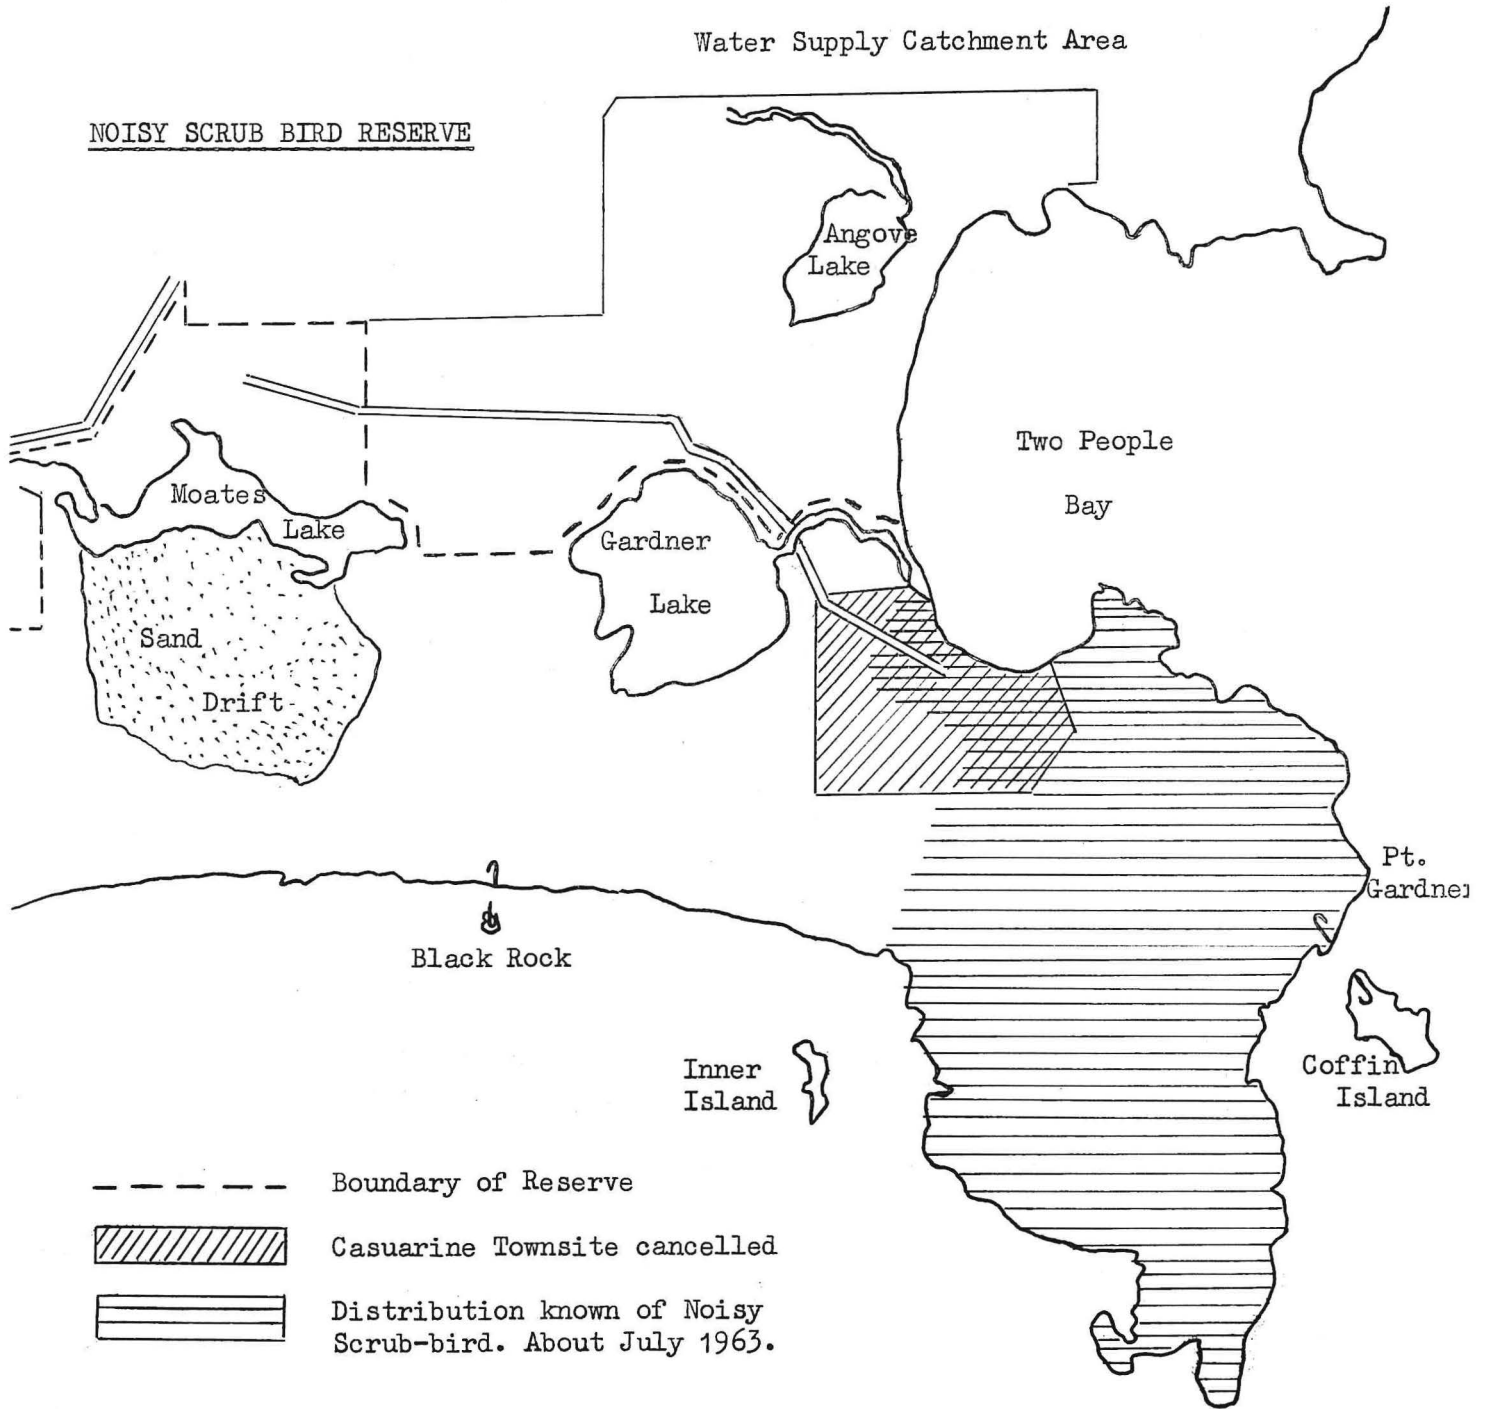 Water Supply Catchment Area
NOISY SCRUB BIRD RESERVE
Angove
Lake
Two People
Bay
Moates
Lake
Gardner
Lake
Sand
Drift
Pt.
Gardner
Black Rock
Inner
Island
Coffin
Island
Boundary of Reserve
Casuarine Townsite cancelled
Distribution known of Noisy
Scrub-bird. About July 1963.